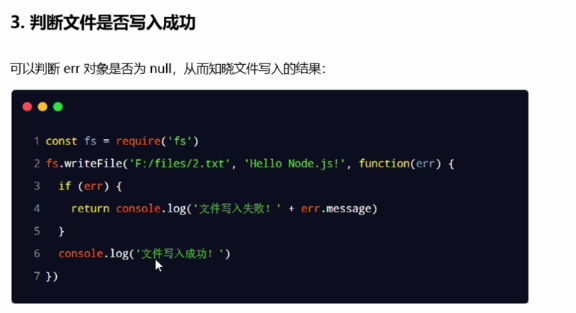 3. 判断文件是否写入成功
可以判断 err 对象是否为 null，从而知晓文件写入的结果：
1 const fs = require('fs')
2 fs.writeFile('F:/files/2.txt', 'Hello Node.js!', function(err) {
3   if (err) {
4     return console.log('文件写入失败！' + err.message)
5   }
6   console.log('文件写入成功！')
7 })